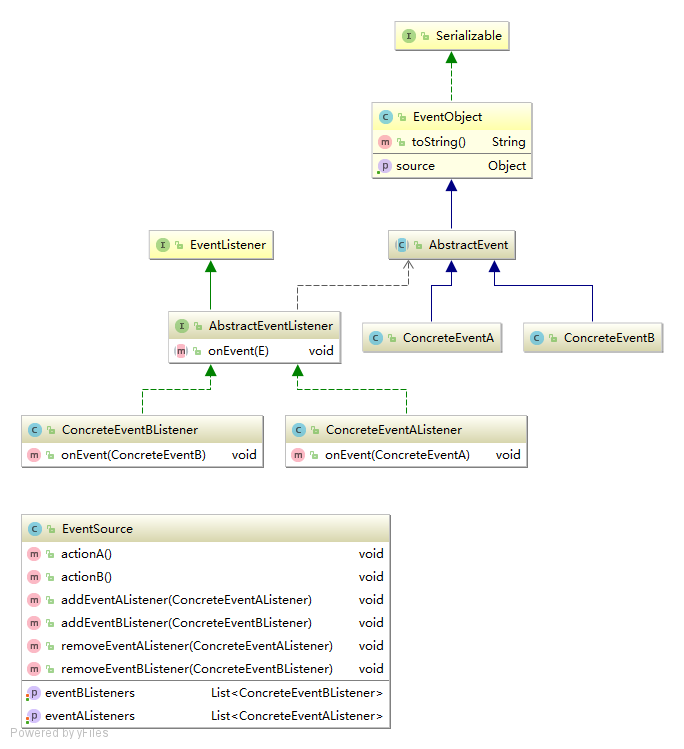 I Serializable
C EventObject
m toString() String
p source Object
I EventListener
C AbstractEvent
I AbstractEventListener
m onEvent(E) void
C ConcreteEventA
C ConcreteEventB
C ConcreteEventBListener
m onEvent(ConcreteEventB) void
C ConcreteEventAListener
m onEvent(ConcreteEventA) void
C EventSource
m actionA() void
m actionB() void
m addEventAListener(ConcreteEventAListener) void
m addEventBListener(ConcreteEventBListener) void
m removeEventAListener(ConcreteEventAListener) void
m removeEventBListener(ConcreteEventBListener) void
p eventBListeners List<ConcreteEventBListener>
p eventAListeners List<ConcreteEventAListener>
Powered by yFiles